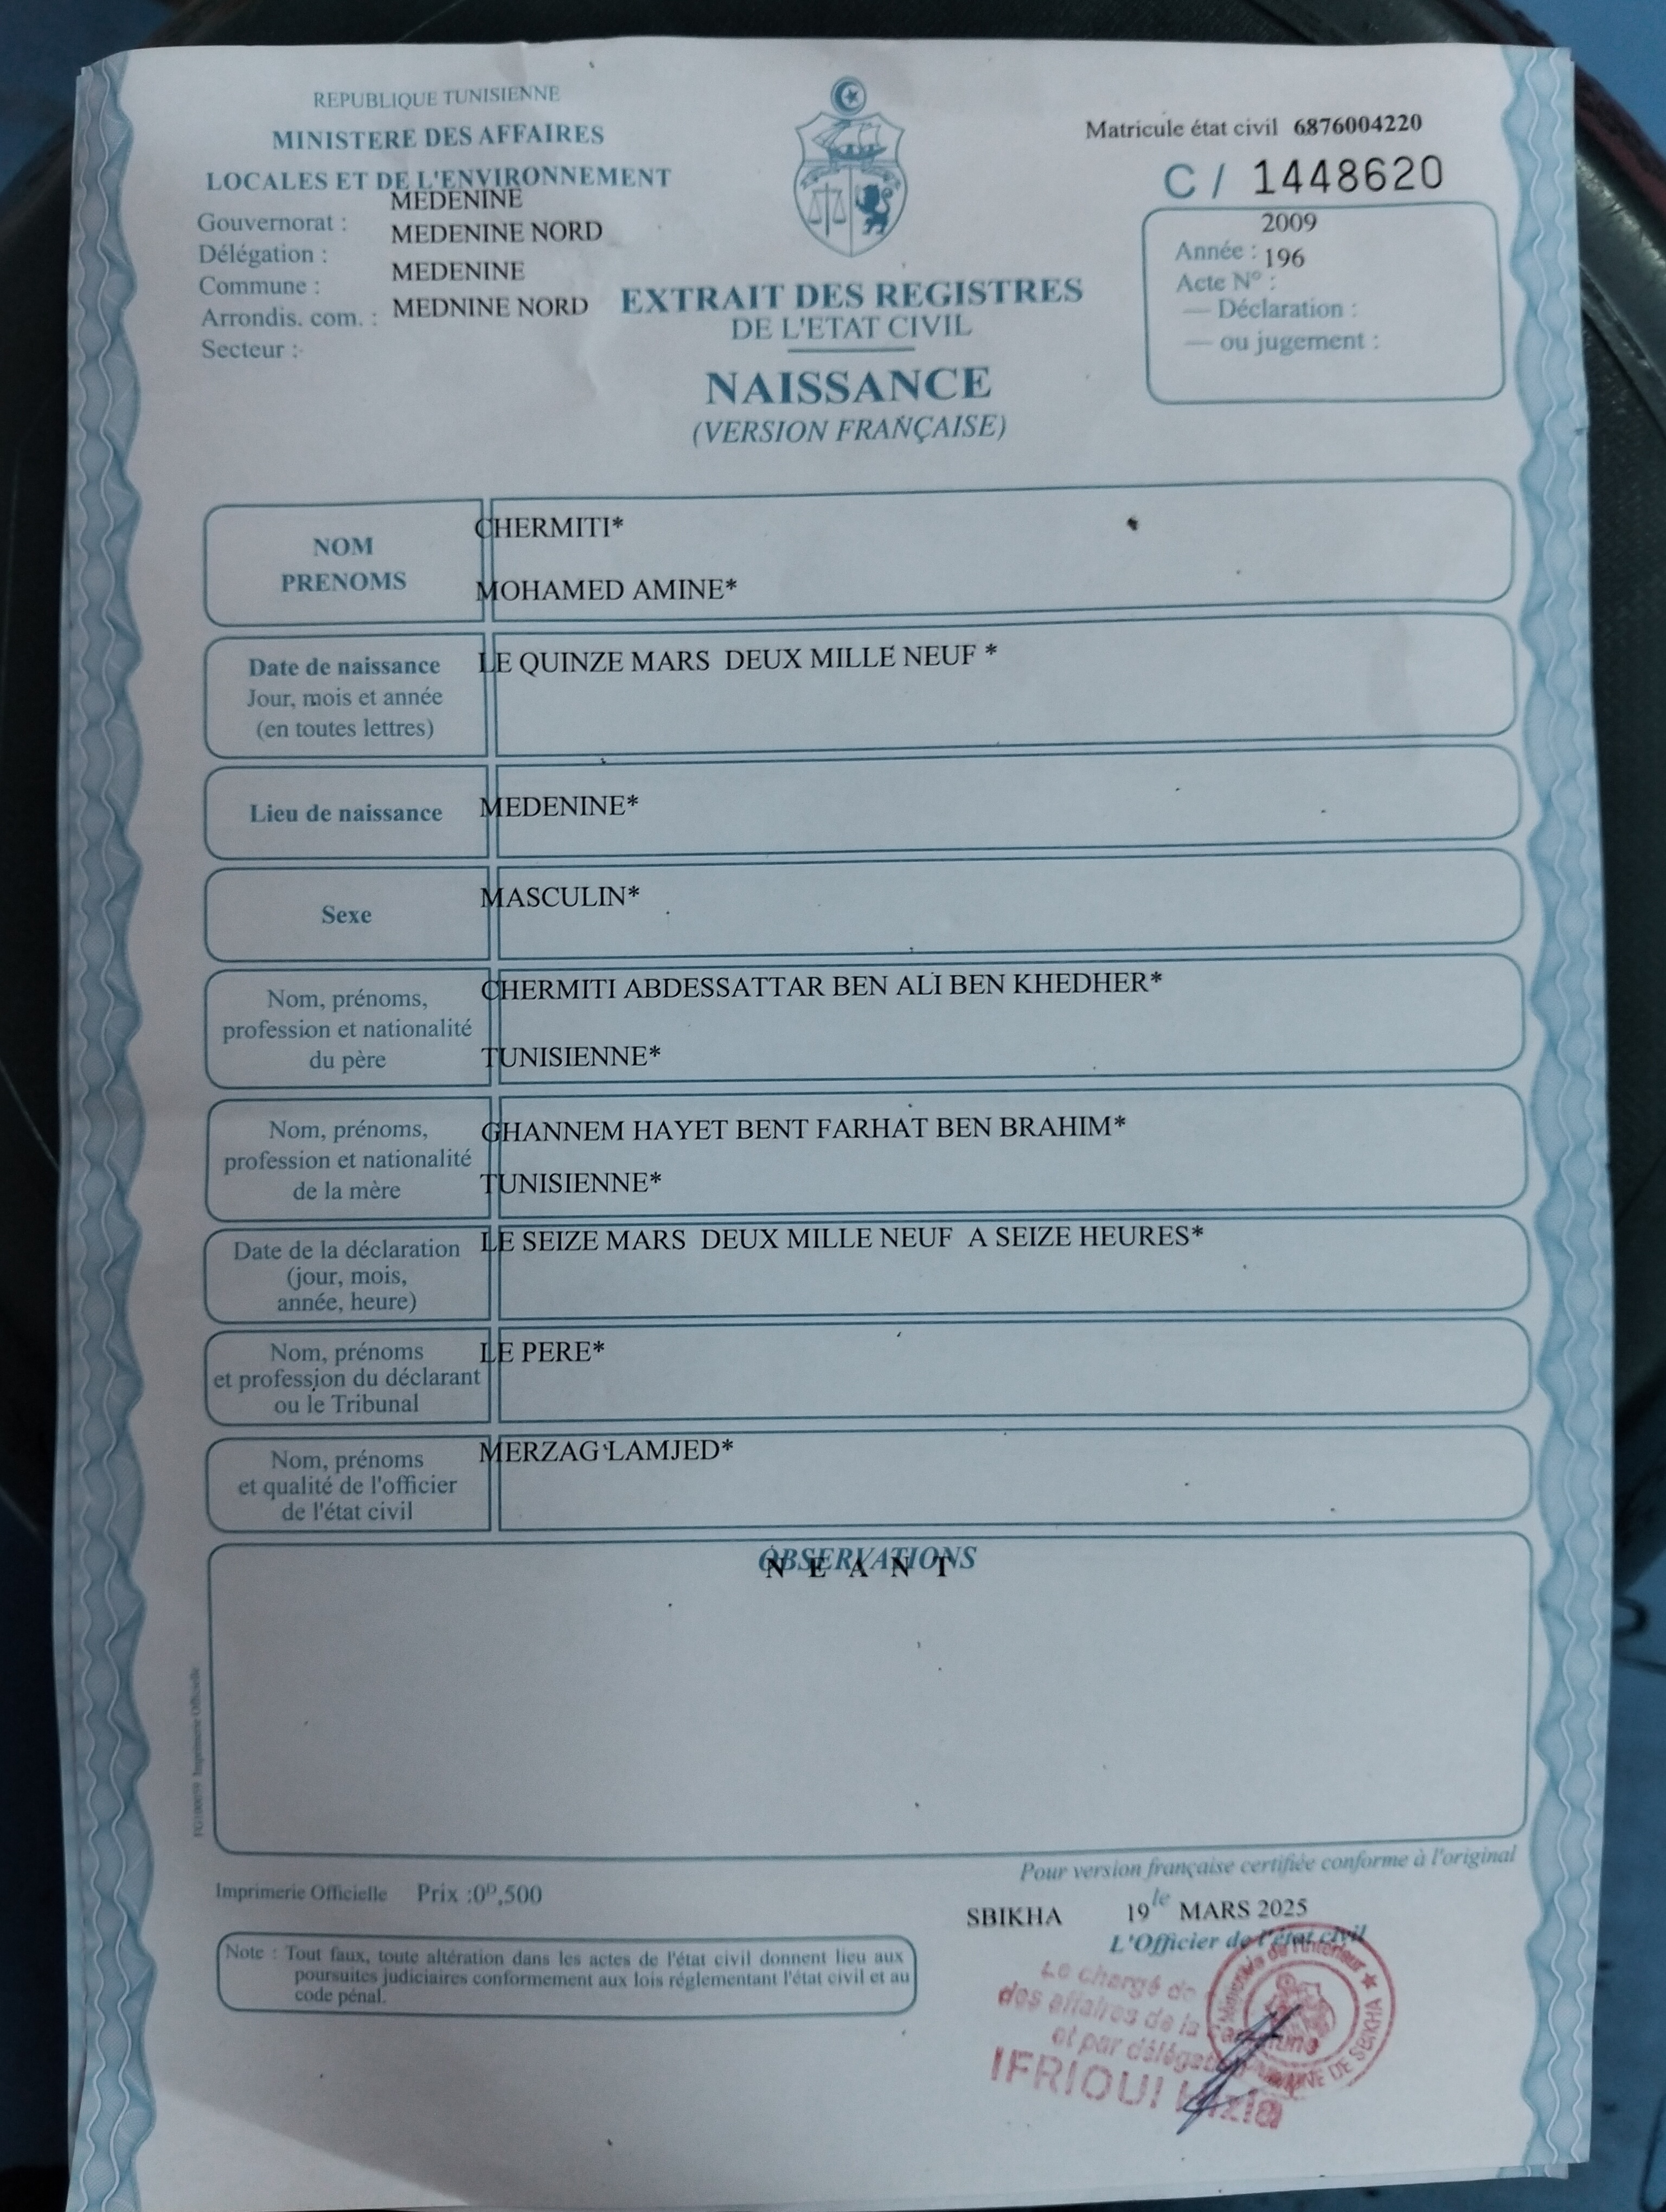 REPUBLIQUE TUNISIENNE
MINISTERE DES AFFAIRES
LOCALES ET DE L'ENVIRONNEMENT
Gouvernorat : MEDENINE
Délégation : MEDENINE NORD
Commune : MEDENINE
Arrondis. com. : MEDNINE NORD
Secteur :
Matricule état civil 6876004220
C / 1448620
2009
Année :
196
Acte N° :
— Déclaration :
— ou jugement :
EXTRAIT DES REGISTRES
DE L'ETAT CIVIL
NAISSANCE
(VERSION FRANÇAISE)
NOM
PRENOMS
CHERMITI*
MOHAMED AMINE*
Date de naissance
Jour, mois et année
(en toutes lettres)
LE QUINZE MARS DEUX MILLE NEUF *
Lieu de naissance
MEDENINE*
Sexe
MASCULIN*
Nom, prénoms,
profession et nationalité
du père
CHERMITI ABDESSATTAR BEN ALI BEN KHEDHER*
TUNISIENNE*
Nom, prénoms,
profession et nationalité
de la mère
GHANNEM HAYET BENT FARHAT BEN BRAHIM*
TUNISIENNE*
Date de la déclaration
(jour, mois,
année, heure)
LE SEIZE MARS DEUX MILLE NEUF A SEIZE HEURES*
Nom, prénoms
et profession du déclarant
ou le Tribunal
LE PERE*
Nom, prénoms
et qualité de l'officier
de l'état civil
MERZAG LAMJED*
OBSERVATIONS
N E A N T
Imprimerie Officielle
Pour version française certifiée conforme à l'original
Imprimerie Officielle Prix :0ᴰ,500
SBIKHA 19 le MARS 2025
L'Officier de l'état civil
Note : Tout faux, toute altération dans les actes de l'état civil donnent lieu aux
poursuites judiciaires conformement aux lois réglementant l'état civil et au
code pénal.
Le chargé de
des affaires de la
et par
IFRIOUI
Ministère de l'Intérieur
DE SBIKHA